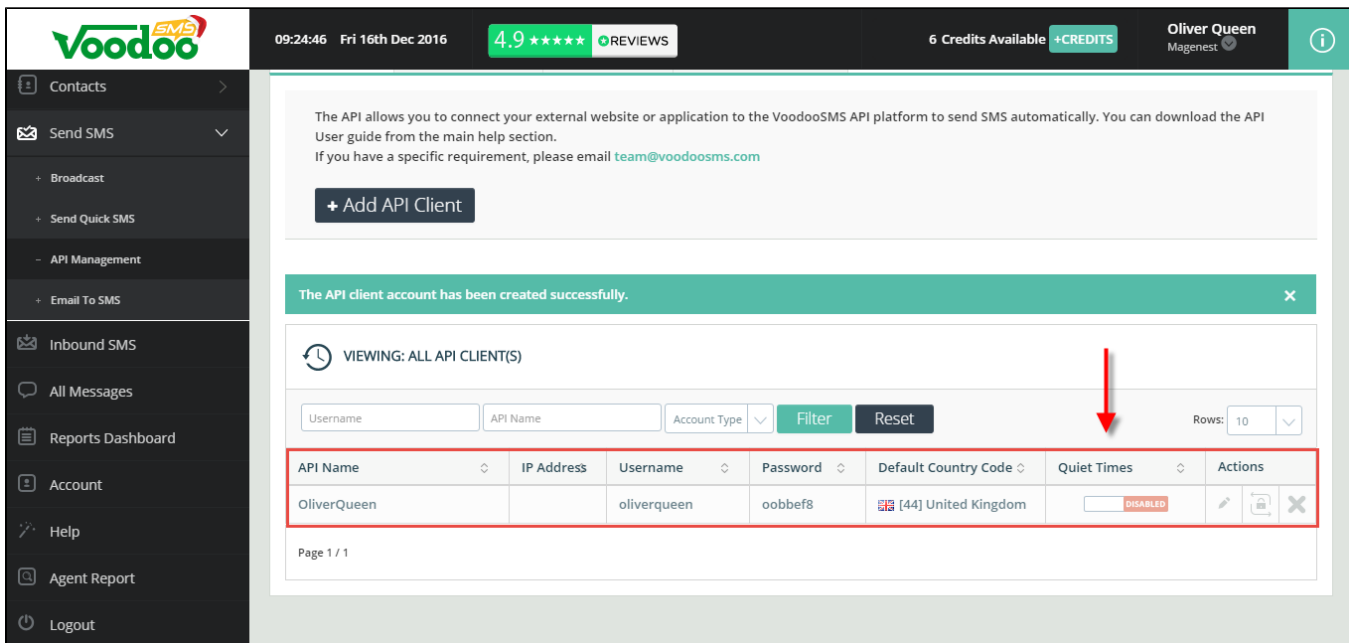 Voodoo SMS
09:24:46 Fri 16th Dec 2016
4.9 ★★★★★ REVIEWS
6 Credits Available +CREDITS
Oliver Queen
Magenest
Contacts
Send SMS
+ Broadcast
+ Send Quick SMS
- API Management
+ Email To SMS
Inbound SMS
All Messages
Reports Dashboard
Account
Help
Agent Report
Logout
The API allows you to connect your external website or application to the VoodooSMS API platform to send SMS automatically. You can download the API
User guide from the main help section.
If you have a specific requirement, please email team@voodoosms.com
+ Add API Client
The API client account has been created successfully. ×
VIEWING: ALL API CLIENT(S)
Username API Name Account Type Filter Reset Rows: 10
API Name IP Address Username Password Default Country Code Quiet Times Actions
OliverQueen oliverqueen oobbef8 [44] United Kingdom DISABLED
Page 1 / 1